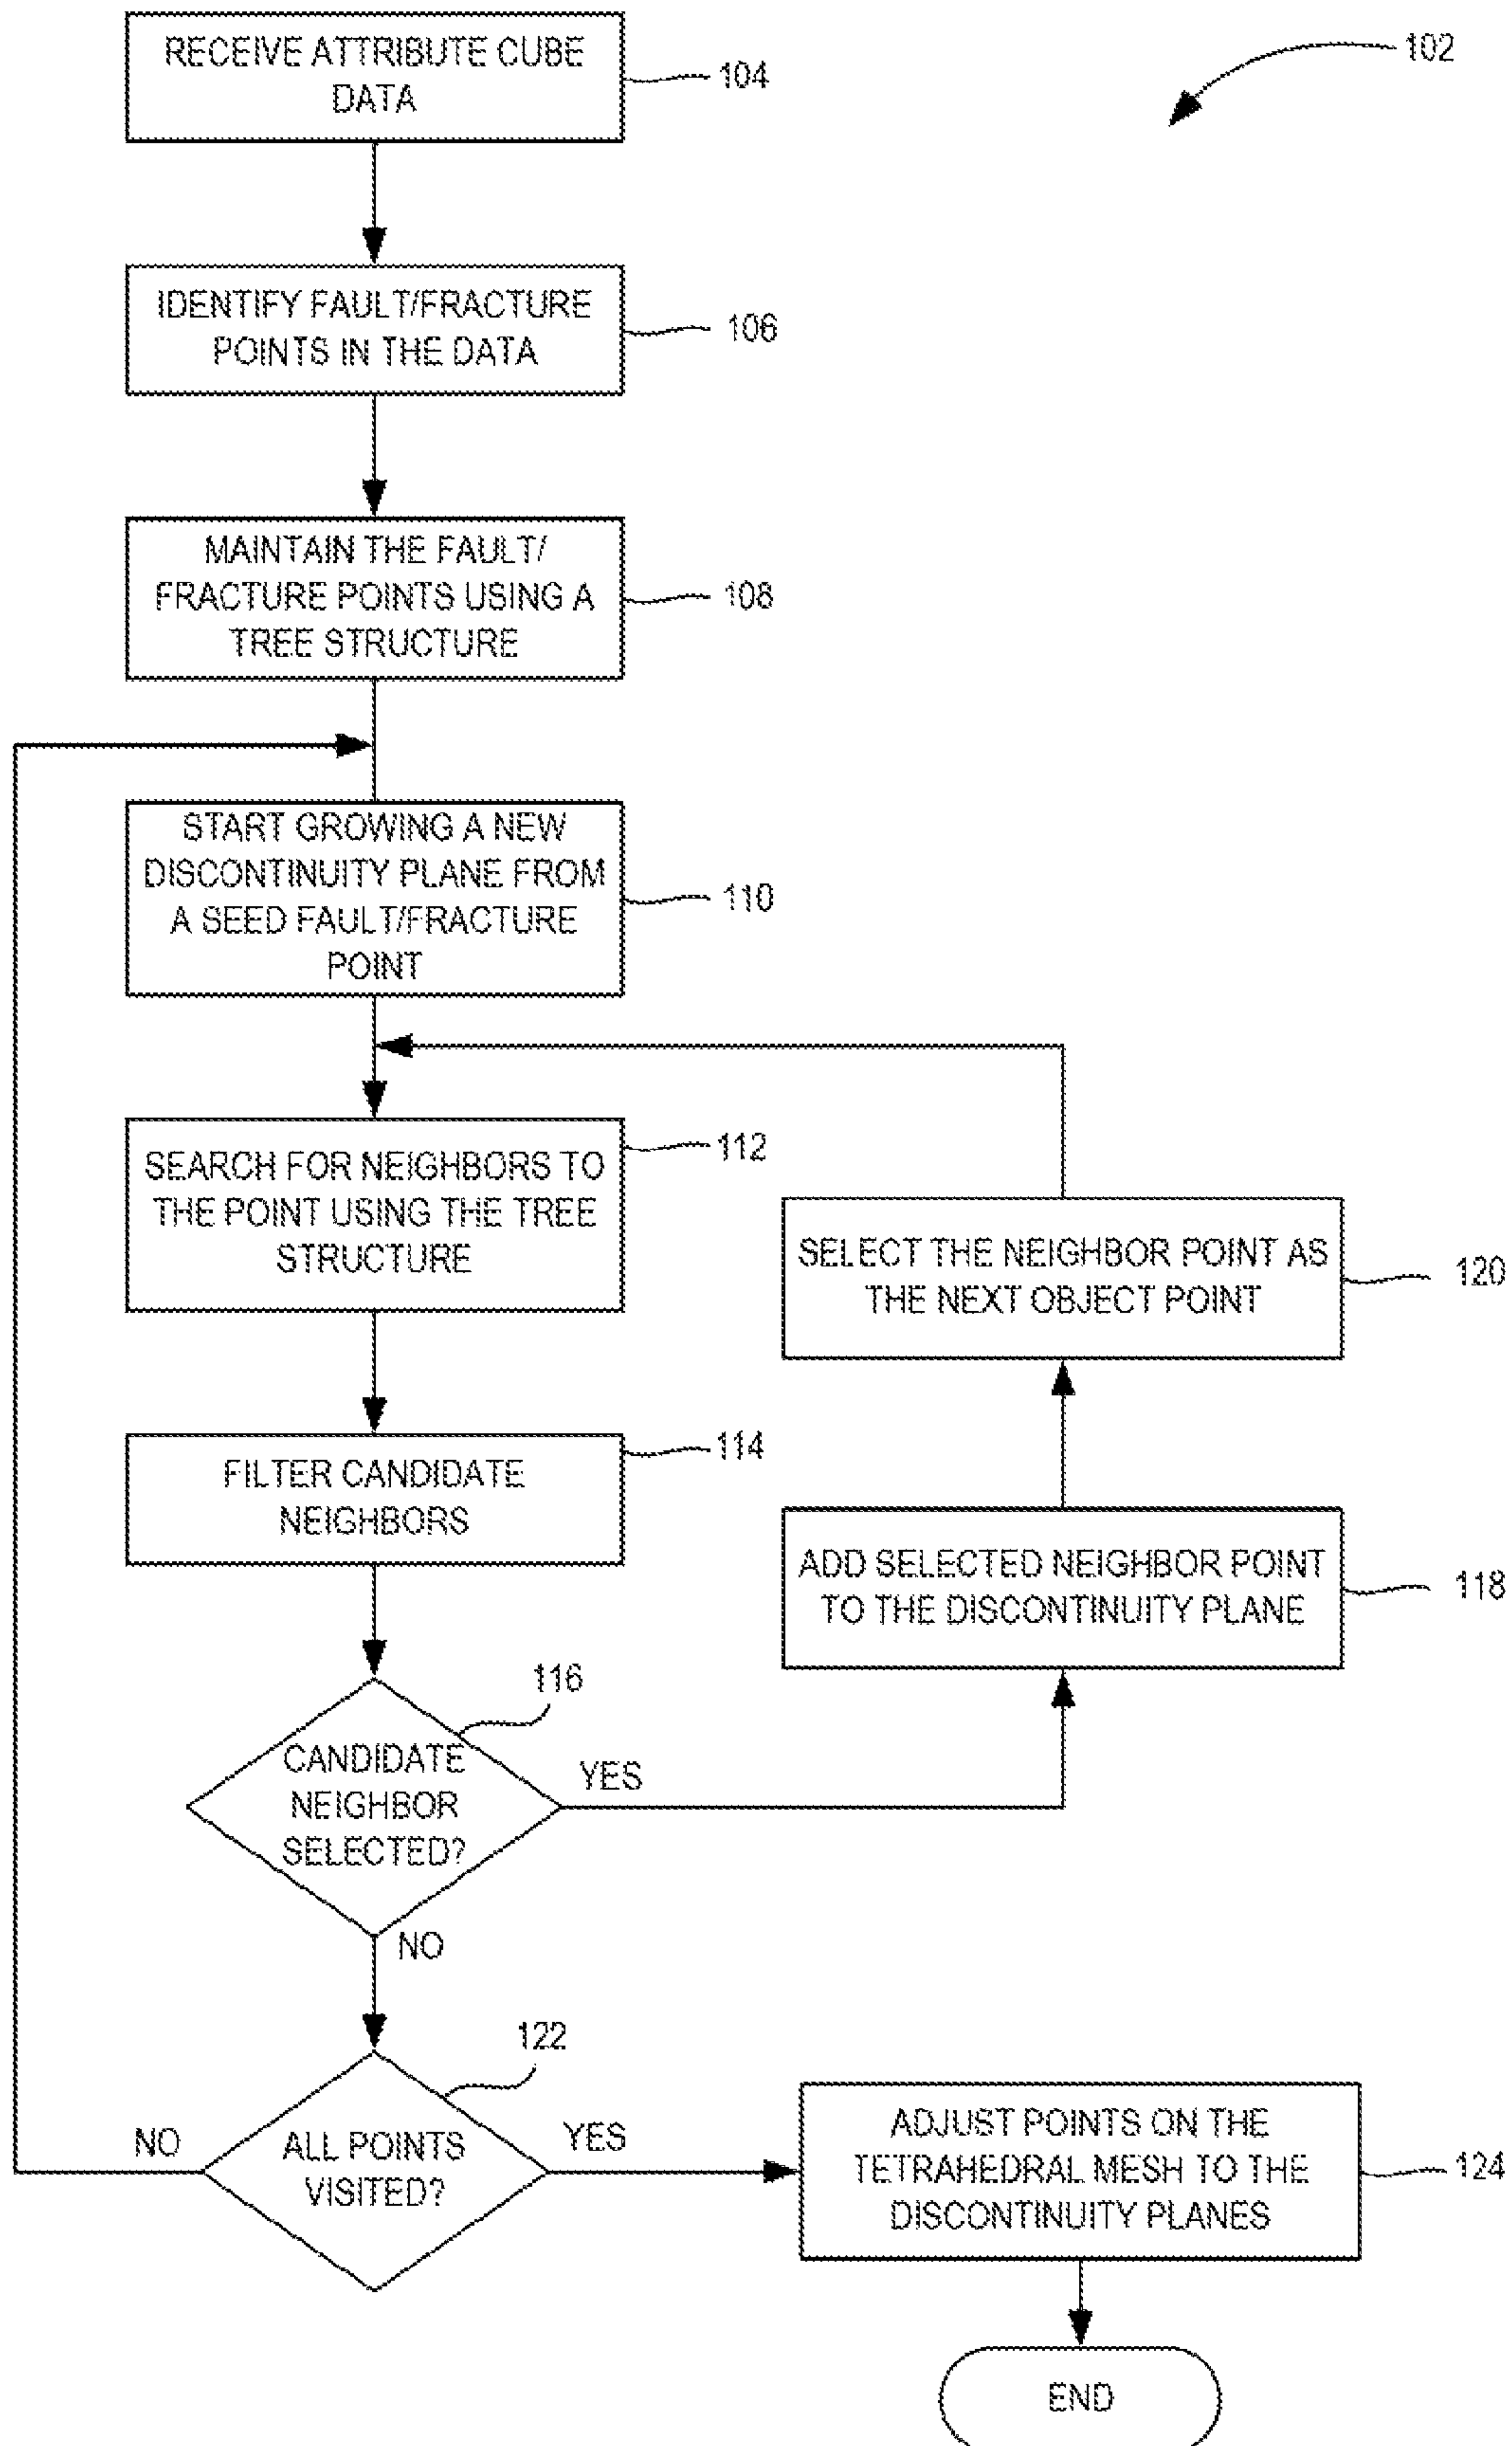 RECEIVE ATTRIBUTE CUBE
DATA
104
102
IDENTIFY FAULT/FRACTURE
POINTS IN THE DATA
106
MAINTAIN THE FAULT/
FRACTURE POINTS USING A
TREE STRUCTURE
108
START GROWING A NEW
DISCONTINUITY PLANE FROM
A SEED FAULT/FRACTURE
POINT
110
SEARCH FOR NEIGHBORS TO
THE POINT USING THE TREE
STRUCTURE
112
SELECT THE NEIGHBOR POINT AS
THE NEXT OBJECT POINT
120
FILTER CANDIDATE
NEIGHBORS
114
ADD SELECTED NEIGHBOR POINT
TO THE DISCONTINUITY PLANE
118
116
CANDIDATE
NEIGHBOR
SELECTED?
YES
NO
122
ALL POINTS
VISITED?
NO
YES
ADJUST POINTS ON THE
TETRAHEDRAL MESH TO THE
DISCONTINUITY PLANES
124
END